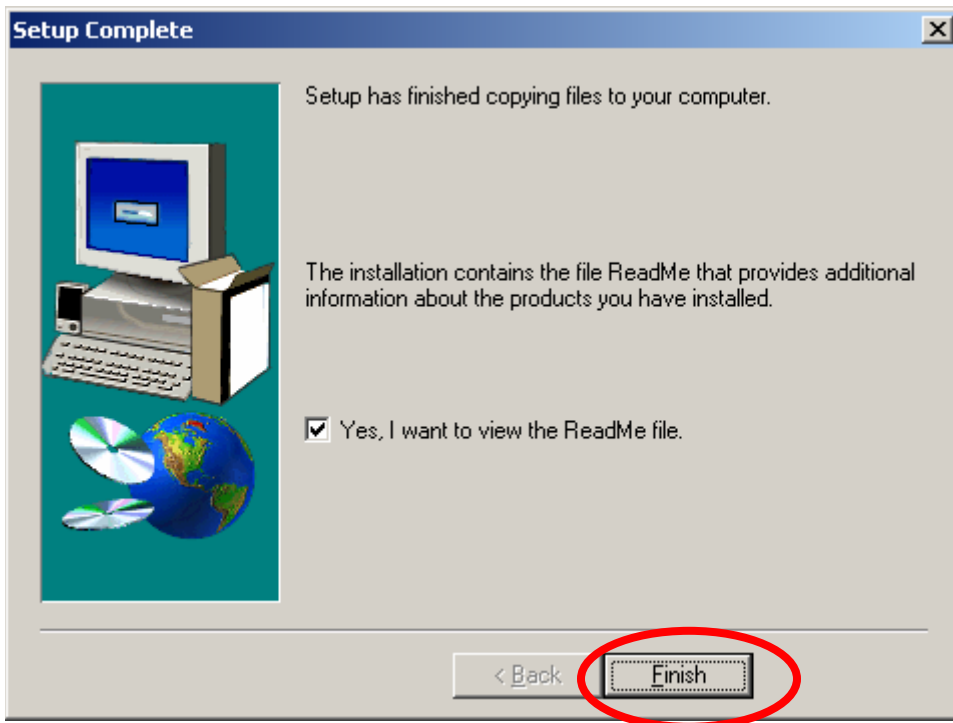 Setup Complete
Setup has finished copying files to your computer.
The installation contains the file ReadMe that provides additional
information about the products you have installed.
Yes, I want to view the ReadMe file.
< Back
Finish